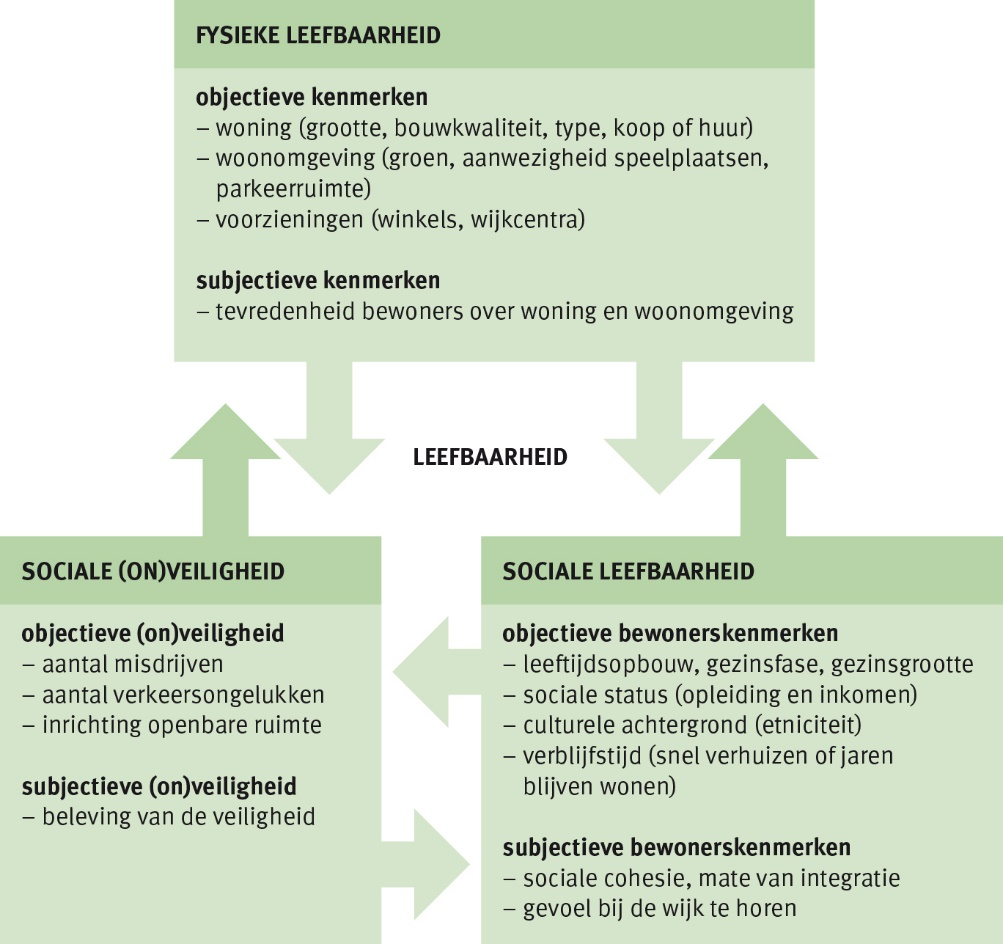 FYSIEKE LEEFBAARHEID
objectieve kenmerken
– woning (grootte, bouwkwaliteit, type, koop of huur)
– woonomgeving (groen, aanwezigheid speelplaatsen,
parkeerruimte)
– voorzieningen (winkels, wijkcentra)
subjectieve kenmerken
– tevredenheid bewoners over woning en woonomgeving
LEEFBAARHEID
SOCIALE (ON)VEILIGHEID
objectieve (on)veiligheid
– aantal misdrijven
– aantal verkeersongelukken
– inrichting openbare ruimte
subjectieve (on)veiligheid
– beleving van de veiligheid
SOCIALE LEEFBAARHEID
objectieve bewonerskenmerken
– leeftijdsopbouw, gezinsfase, gezinsgrootte
– sociale status (opleiding en inkomen)
– culturele achtergrond (etniciteit)
– verblijfstijd (snel verhuizen of jaren
blijven wonen)
subjectieve bewonerskenmerken
– sociale cohesie, mate van integratie
– gevoel bij de wijk te horen